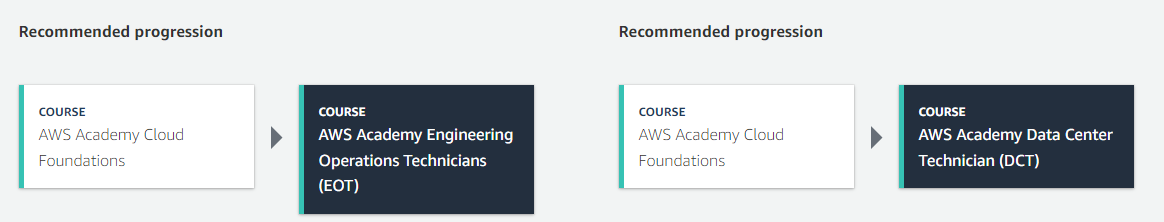 Recommended progression
COURSE
AWS Academy Cloud
Foundations
COURSE
AWS Academy Engineering
Operations Technicians
(EOT)
Recommended progression
COURSE
AWS Academy Cloud
Foundations
COURSE
AWS Academy Data Center
Technician (DCT)